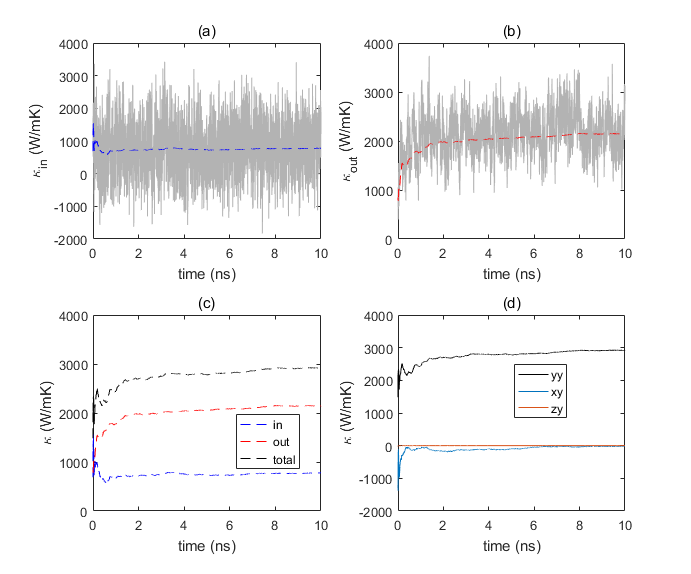 (a)
4000
3000
2000
1000
0
-1000
-2000
κin (W/mK)
0 2 4 6 8 10
time (ns)
(b)
4000
3000
2000
1000
0
κout (W/mK)
0 2 4 6 8 10
time (ns)
(c)
4000
3000
2000
1000
0
κ (W/mK)
in
out
total
0 2 4 6 8 10
time (ns)
(d)
4000
3000
2000
1000
0
-1000
-2000
κ (W/mK)
yy
xy
zy
0 2 4 6 8 10
time (ns)